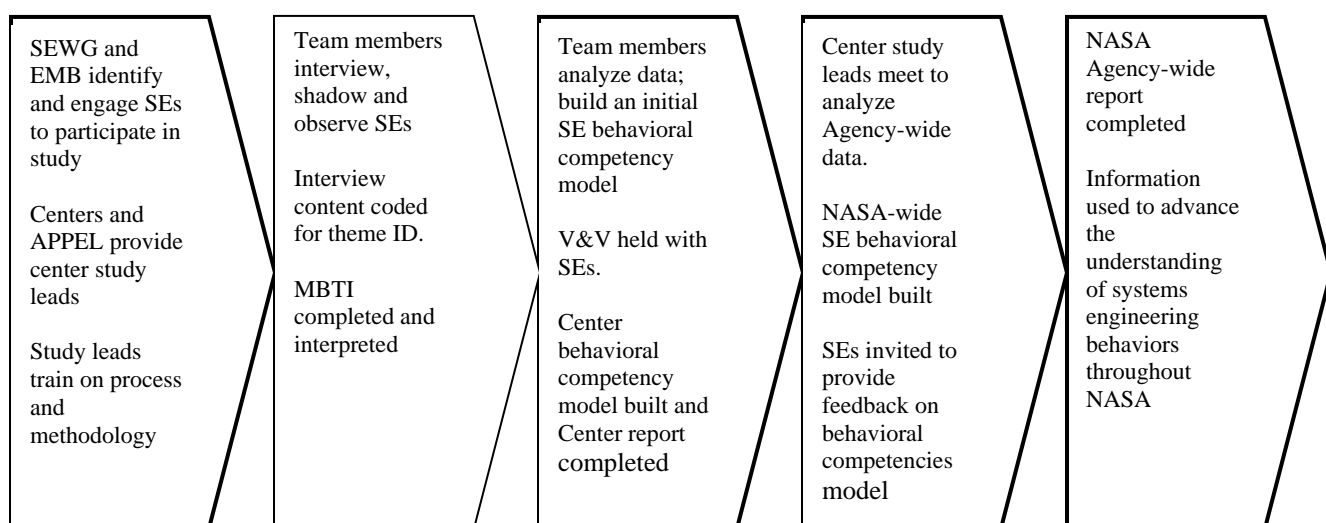 SEWG and
EMB identify
and engage SEs
to participate in
study
Centers and
APPEL provide
center study
leads
Study leads
train on process
and
methodology
Team members
interview,
shadow and
observe SEs
Interview
content coded
for theme ID.
MBTI
completed and
interpreted
Team members
analyze data;
build an initial
SE behavioral
competency
model
V&V held with
SEs.
Center
behavioral
competency
model built and
Center report
completed
Center study
leads meet to
analyze
Agency-wide
data.
NASA-wide
SE behavioral
competency
model built
SEs invited to
provide
feedback on
behavioral
competencies
model
NASA
Agency-wide
report
completed
Information
used to advance
the
understanding
of systems
engineering
behaviors
throughout
NASA